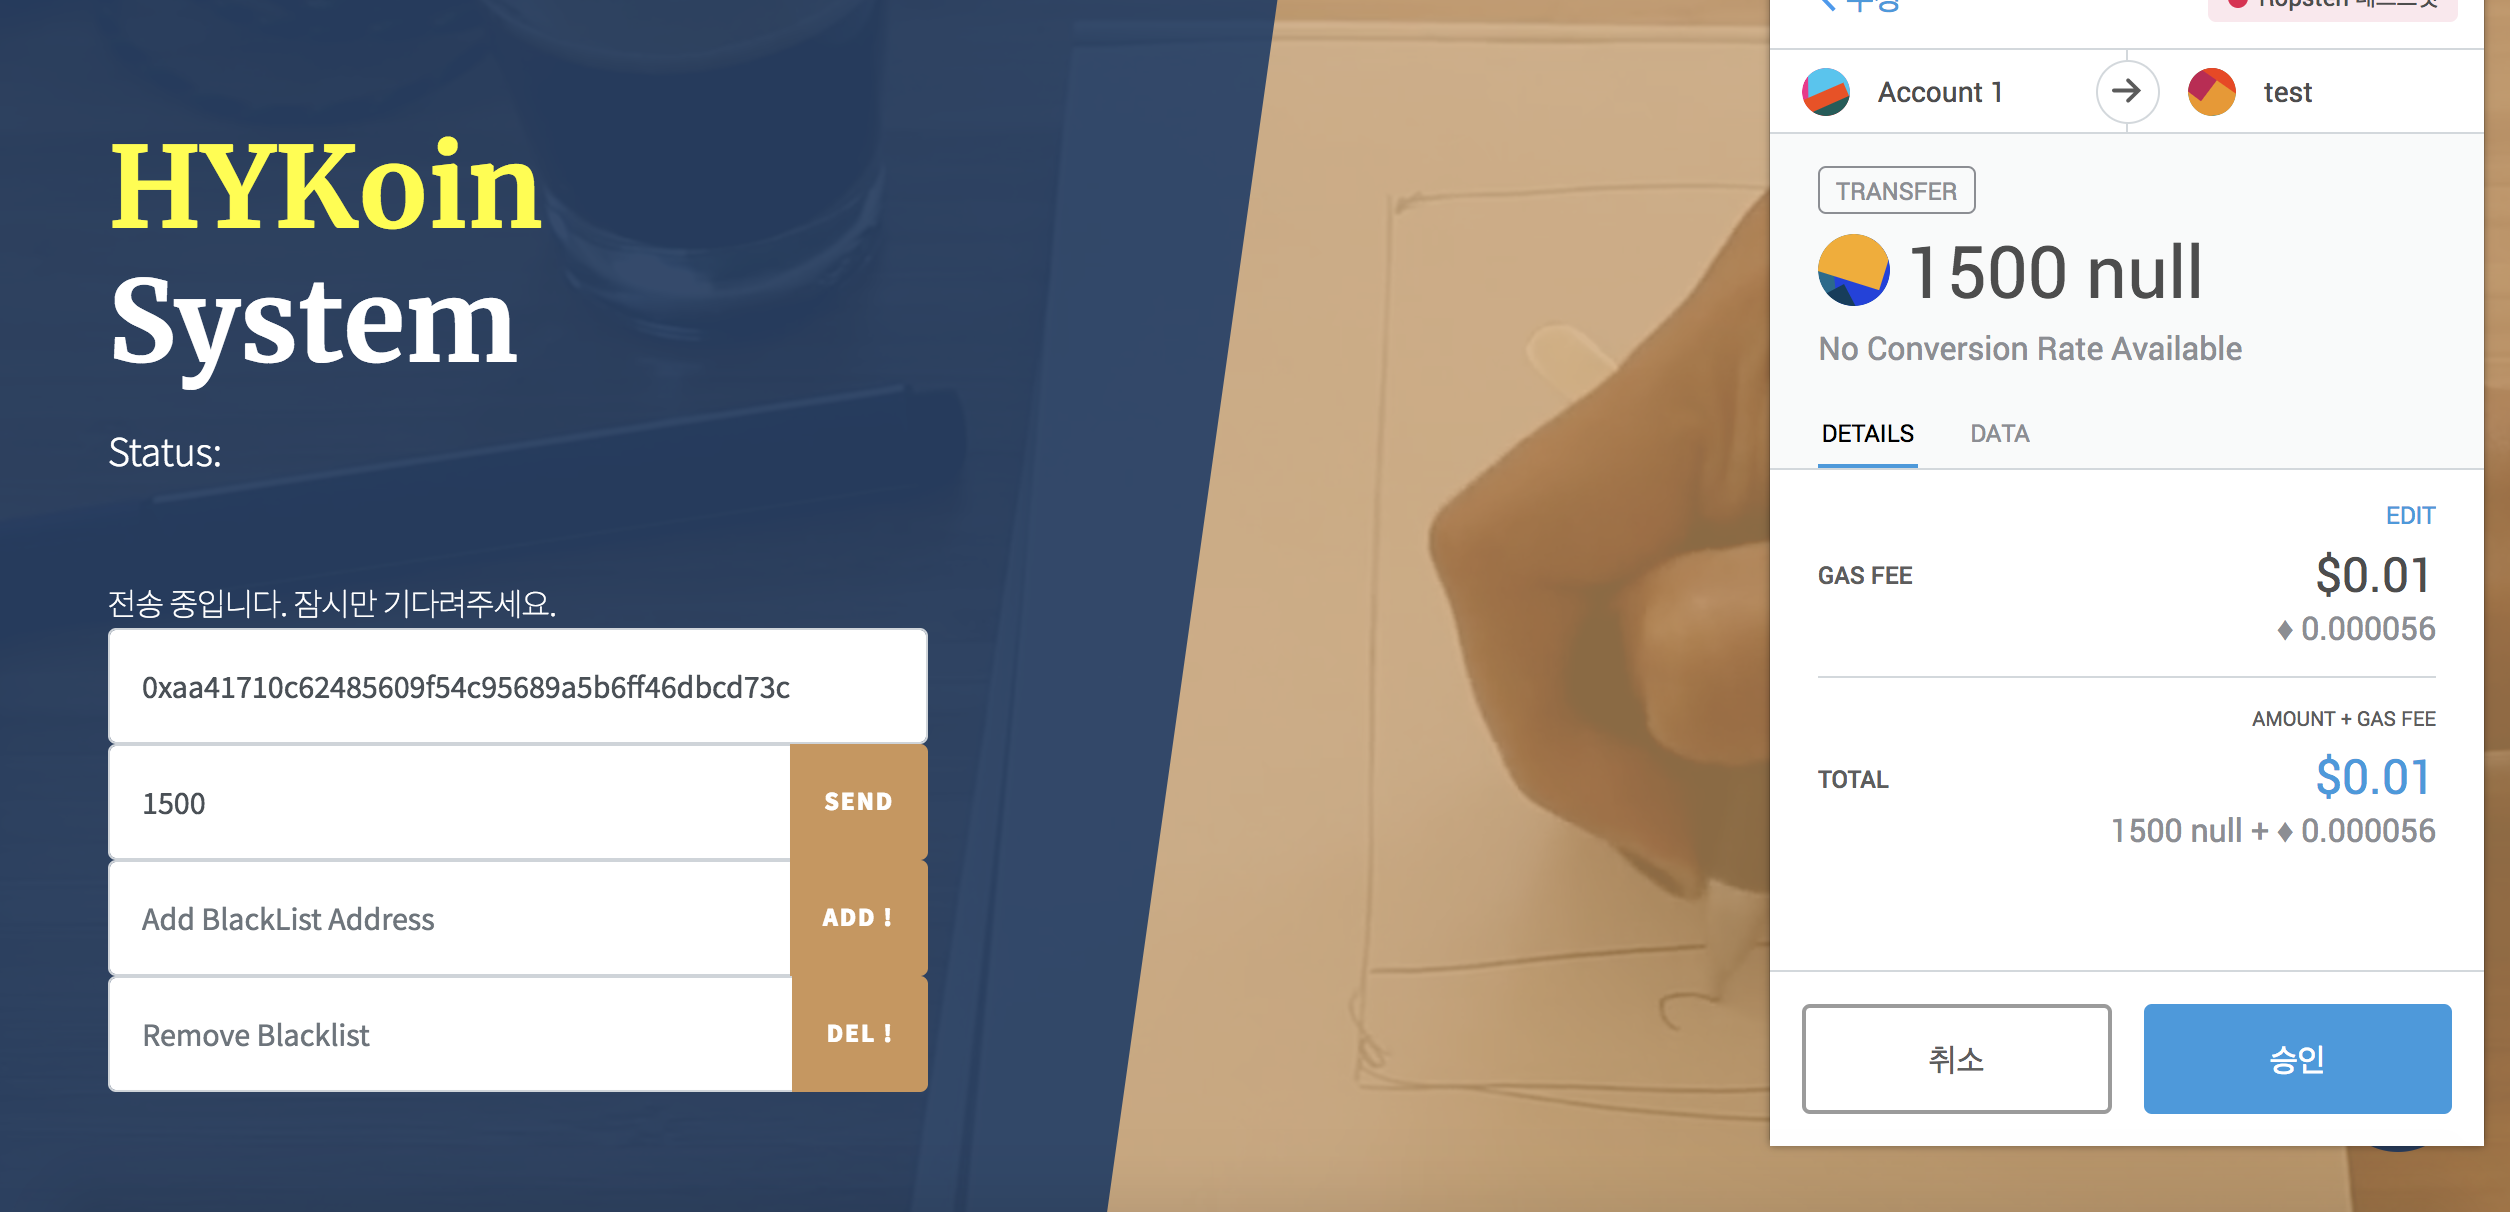 HYKoin
System
Status:
전송 중입니다. 잠시만 기다려주세요.
0xaa41710c62485609f54c95689a5b6ff46dbcd73c
1500
SEND
Add BlackList Address
ADD !
Remove Blacklist
DEL !
Account 1
test
TRANSFER
1500 null
No Conversion Rate Available
DETAILS
DATA
EDIT
GAS FEE
$0.01
♦ 0.000056
AMOUNT + GAS FEE
TOTAL
$0.01
1500 null + ♦ 0.000056
취소
승인